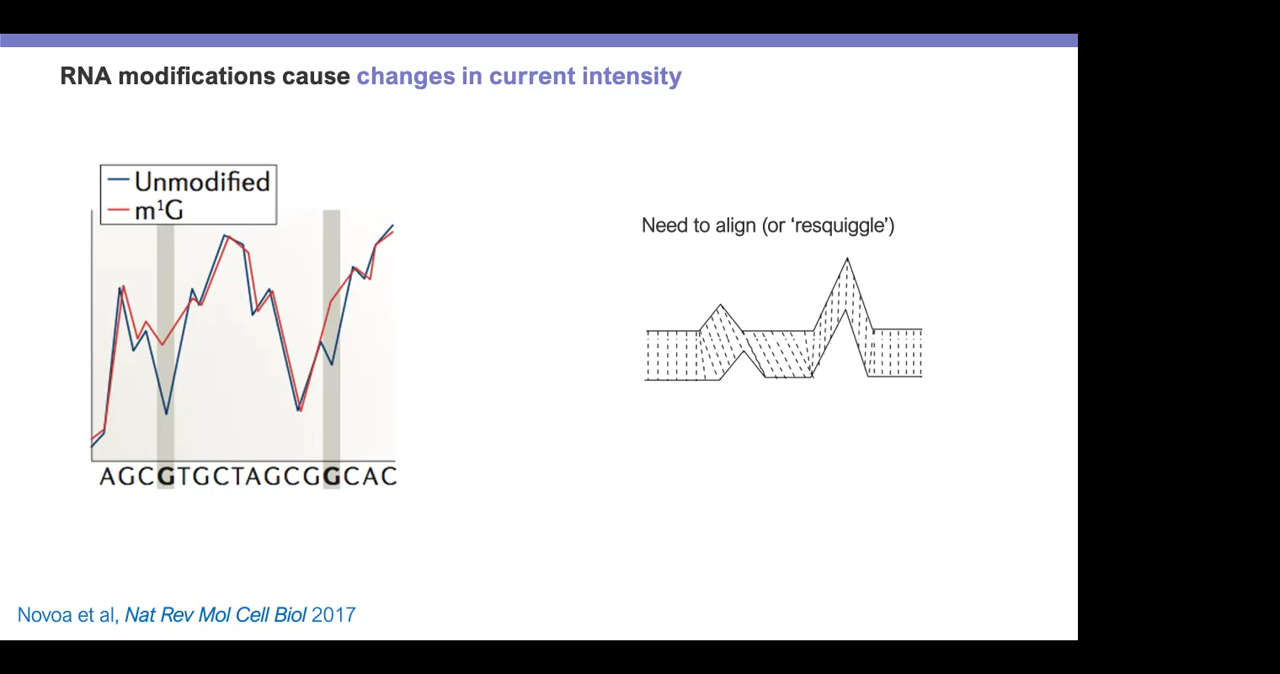 RNA modifications cause changes in current intensity
Unmodified
m¹G
AGCGTGCTAGCGGCAC
Need to align (or ‘resquiggle’)
Novoa et al, Nat Rev Mol Cell Biol 2017